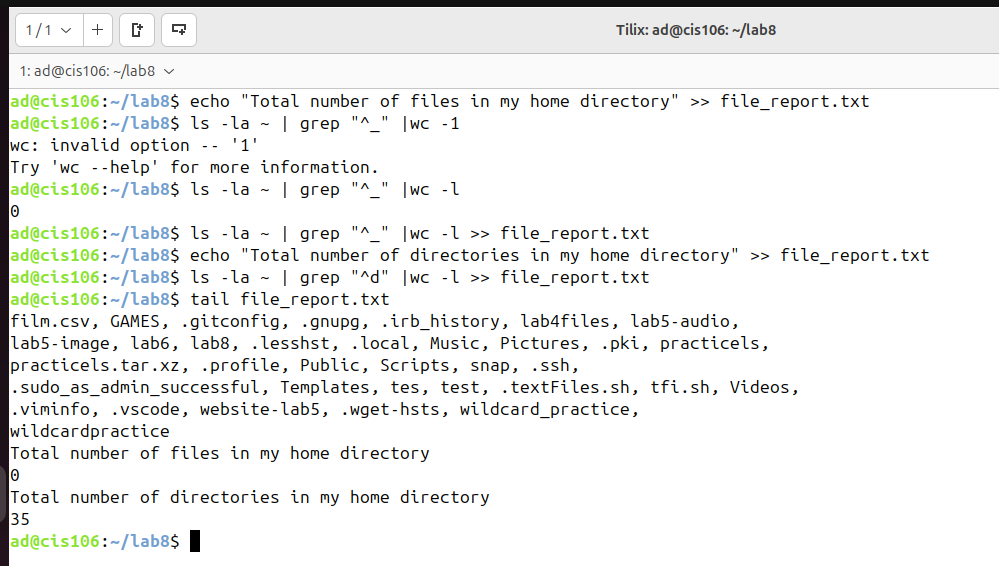 1 / 1
Tilix: ad@cis106: ~/lab8
1: ad@cis106: ~/lab8
ad@cis106:~/lab8$ echo "Total number of files in my home directory" >> file_report.txt
ad@cis106:~/lab8$ ls -la ~ | grep "^_" |wc -1
wc: invalid option -- '1'
Try 'wc --help' for more information.
ad@cis106:~/lab8$ ls -la ~ | grep "^_" |wc -l
0
ad@cis106:~/lab8$ ls -la ~ | grep "^_" |wc -l >> file_report.txt
ad@cis106:~/lab8$ echo "Total number of directories in my home directory" >> file_report.txt
ad@cis106:~/lab8$ ls -la ~ | grep "^d" |wc -l >> file_report.txt
ad@cis106:~/lab8$ tail file_report.txt
film.csv, GAMES, .gitconfig, .gnupg, .irb_history, lab4files, lab5-audio,
lab5-image, lab6, lab8, .lesshst, .local, Music, Pictures, .pki, practicels,
practicels.tar.xz, .profile, Public, Scripts, snap, .ssh,
.sudo_as_admin_successful, Templates, tes, test, .textFiles.sh, tfi.sh, Videos,
.viminfo, .vscode, website-lab5, .wget-hsts, wildcard_practice,
wildcardpractice
Total number of files in my home directory
0
Total number of directories in my home directory
35
ad@cis106:~/lab8$